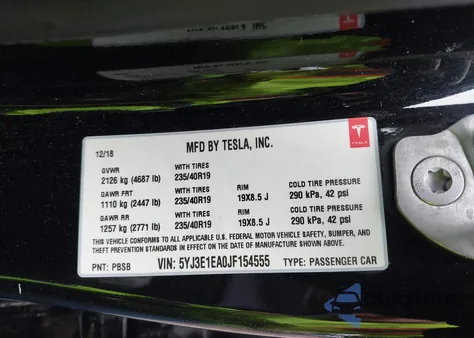 MFD BY TESLA, INC.
TESLA
12/18
GVWR WITH TIRES
2126 kg (4687 lb) 235/40R19
GAWR FRT WITH TIRES RIM COLD TIRE PRESSURE
1110 kg (2447 lb) 235/40R19 19X8.5 J 290 kPa, 42 psi
GAWR RR WITH TIRES RIM COLD TIRE PRESSURE
1257 kg (2771 lb) 235/40R19 19X8.5 J 290 kPa, 42 psi
THIS VEHICLE CONFORMS TO ALL APPLICABLE U.S. FEDERAL MOTOR VEHICLE SAFETY, BUMPER, AND
THEFT PREVENTION STANDARDS IN EFFECT ON THE DATE OF MANUFACTURE SHOWN ABOVE.
PNT: PBSB VIN: 5YJ3E1EA0JF154555 TYPE: PASSENGER CAR